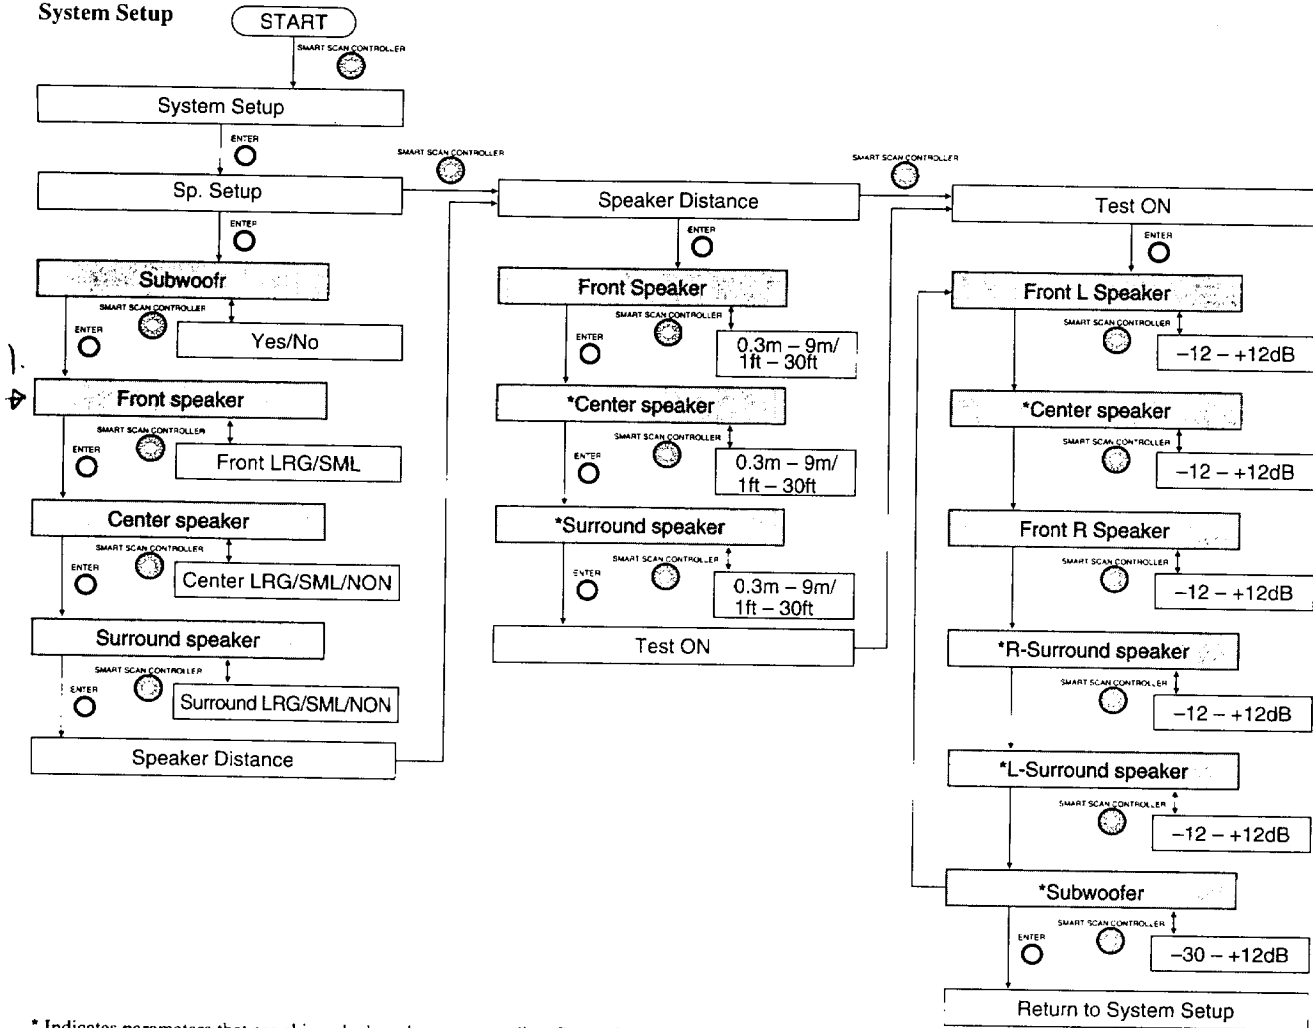 System Setup
START
SMART SCAN CONTROLLER
System Setup
ENTER
Sp. Setup
SMART SCAN CONTROLLER
ENTER
Subwoofr
SMART SCAN CONTROLLER
ENTER
Yes/No
1.
Front speaker
SMART SCAN CONTROLLER
ENTER
Front LRG/SML
Center speaker
SMART SCAN CONTROLLER
ENTER
Center LRG/SML/NON
Surround speaker
SMART SCAN CONTROLLER
ENTER
Surround LRG/SML/NON
Speaker Distance
Speaker Distance
SMART SCAN CONTROLLER
ENTER
Front Speaker
SMART SCAN CONTROLLER
ENTER
0.3m – 9m/
1ft – 30ft
*Center speaker
SMART SCAN CONTROLLER
ENTER
0.3m – 9m/
1ft – 30ft
*Surround speaker
SMART SCAN CONTROLLER
ENTER
0.3m – 9m/
1ft – 30ft
Test ON
Test ON
ENTER
Front L Speaker
SMART SCAN CONTROLLER
–12 – +12dB
*Center speaker
SMART SCAN CONTROLLER
–12 – +12dB
Front R Speaker
SMART SCAN CONTROLLER
–12 – +12dB
*R-Surround speaker
SMART SCAN CONTROLLER
–12 – +12dB
*L-Surround speaker
SMART SCAN CONTROLLER
–12 – +12dB
*Subwoofer
SMART SCAN CONTROLLER
ENTER
–30 – +12dB
Return to System Setup
* Indicates parameters that